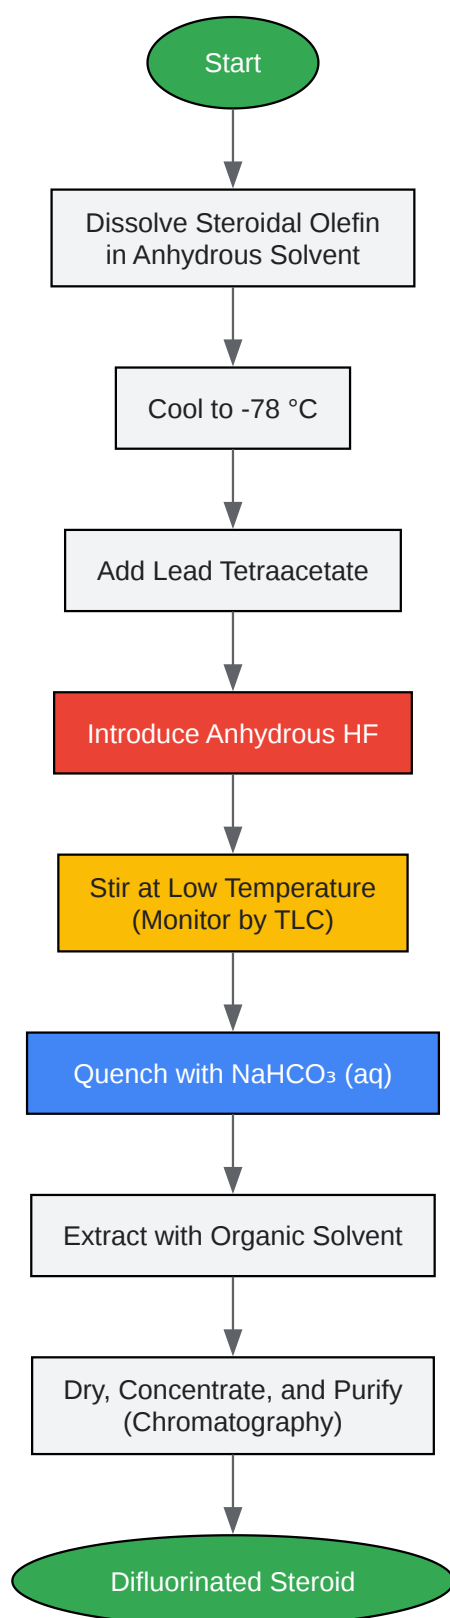 Start
Dissolve Steroidal Olefin
in Anhydrous Solvent
Cool to -78 °C
Add Lead Tetraacetate
Introduce Anhydrous HF
Stir at Low Temperature
(Monitor by TLC)
Quench with NaHCO₃ (aq)
Extract with Organic Solvent
Dry, Concentrate, and Purify
(Chromatography)
Difluorinated Steroid